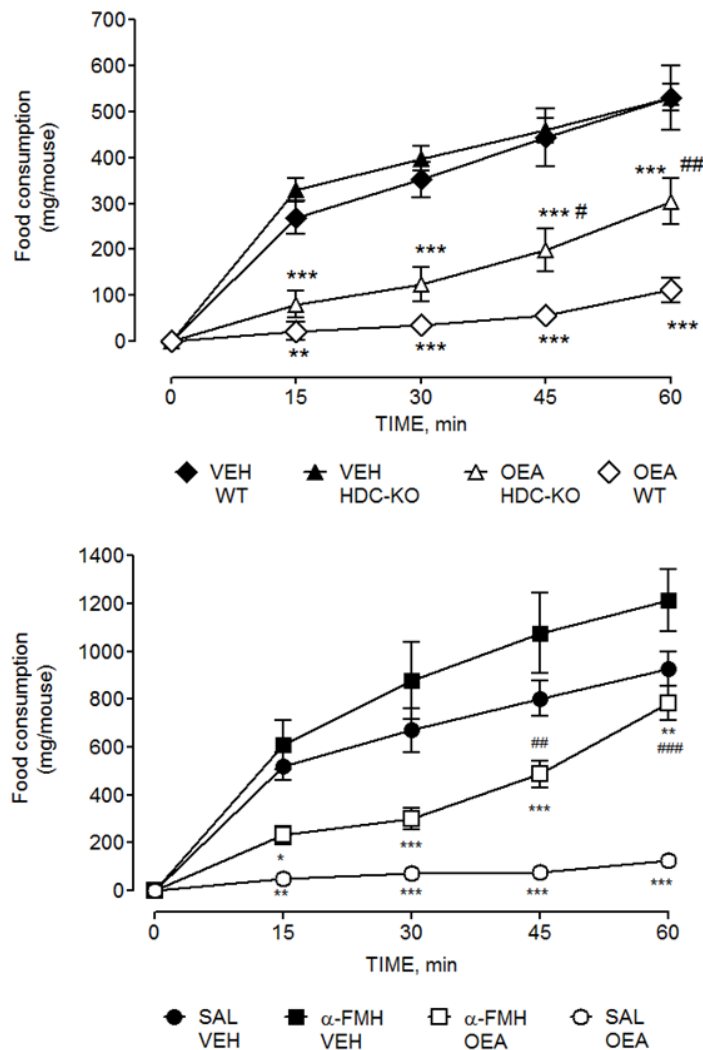 Food consumption
(mg/mouse)
700
600
500
400
300
200
100
0
*** ##
*** #
***
***
**
***
***
***
0 15 30 45 60
TIME, min
VEH WT
VEH HDC-KO
OEA HDC-KO
OEA WT
Food consumption
(mg/mouse)
1400
1200
1000
800
600
400
200
0
**
###
##
***
***
*
**
***
***
***
0 15 30 45 60
TIME, min
SAL VEH
α-FMH VEH
α-FMH OEA
SAL OEA